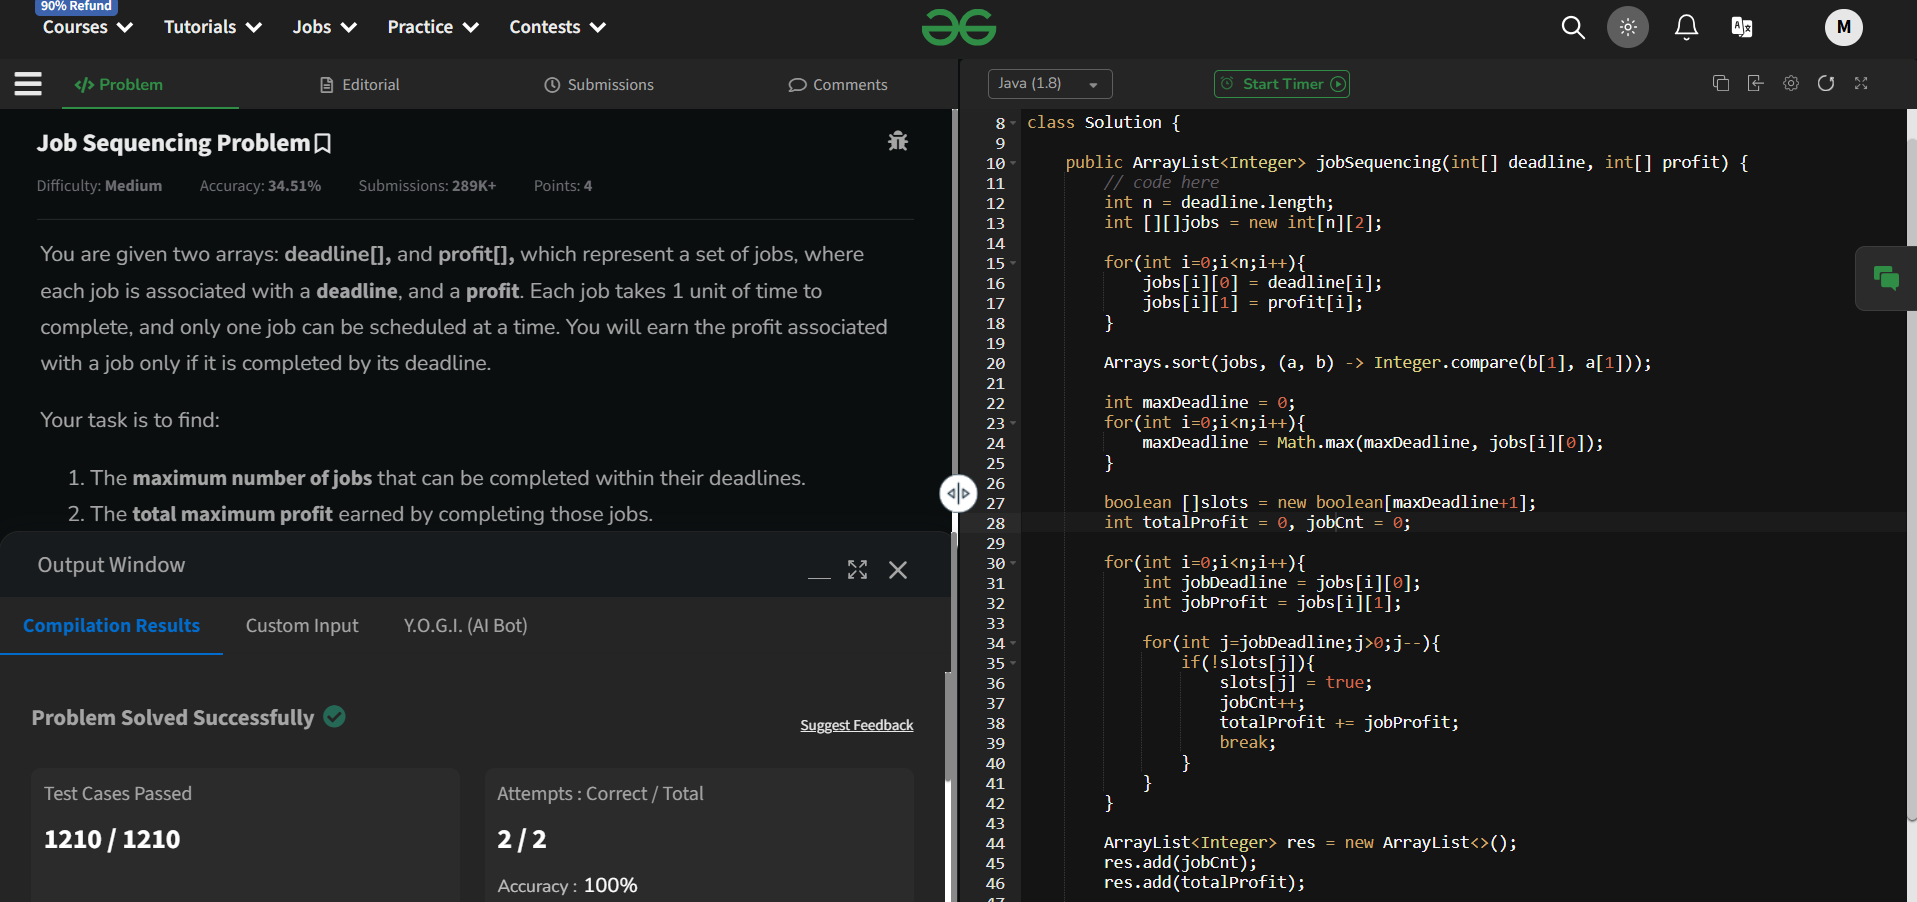 90% Refund
Courses Tutorials Jobs Practice Contests
M
</> Problem Editorial Submissions Comments
Job Sequencing Problem
Difficulty: Medium Accuracy: 34.51% Submissions: 289K+ Points: 4
You are given two arrays: deadline[], and profit[], which represent a set of jobs, where
each job is associated with a deadline, and a profit. Each job takes 1 unit of time to
complete, and only one job can be scheduled at a time. You will earn the profit associated
with a job only if it is completed by its deadline.
Your task is to find:
1. The maximum number of jobs that can be completed within their deadlines.
2. The total maximum profit earned by completing those jobs.
Output Window
Compilation Results Custom Input Y.O.G.I. (AI Bot)
Problem Solved Successfully
Suggest Feedback
Test Cases Passed
1210 / 1210
Attempts : Correct / Total
2 / 2
Accuracy : 100%
Java (1.8) Start Timer
8 class Solution {
9
10 public ArrayList<Integer> jobSequencing(int[] deadline, int[] profit) {
11 // code here
12 int n = deadline.length;
13 int [][]jobs = new int[n][2];
14
15 for(int i=0;i<n;i++){
16 jobs[i][0] = deadline[i];
17 jobs[i][1] = profit[i];
18 }
19
20 Arrays.sort(jobs, (a, b) -> Integer.compare(b[1], a[1]));
21
22 int maxDeadline = 0;
23 for(int i=0;i<n;i++){
24 maxDeadline = Math.max(maxDeadline, jobs[i][0]);
25 }
26
27 boolean []slots = new boolean[maxDeadline+1];
28 int totalProfit = 0, jobCnt = 0;
29
30 for(int i=0;i<n;i++){
31 int jobDeadline = jobs[i][0];
32 int jobProfit = jobs[i][1];
33
34 for(int j=jobDeadline;j>0;j--){
35 if(!slots[j]){
36 slots[j] = true;
37 jobCnt++;
38 totalProfit += jobProfit;
39 break;
40 }
41 }
42 }
43
44 ArrayList<Integer> res = new ArrayList<>();
45 res.add(jobCnt);
46 res.add(totalProfit);